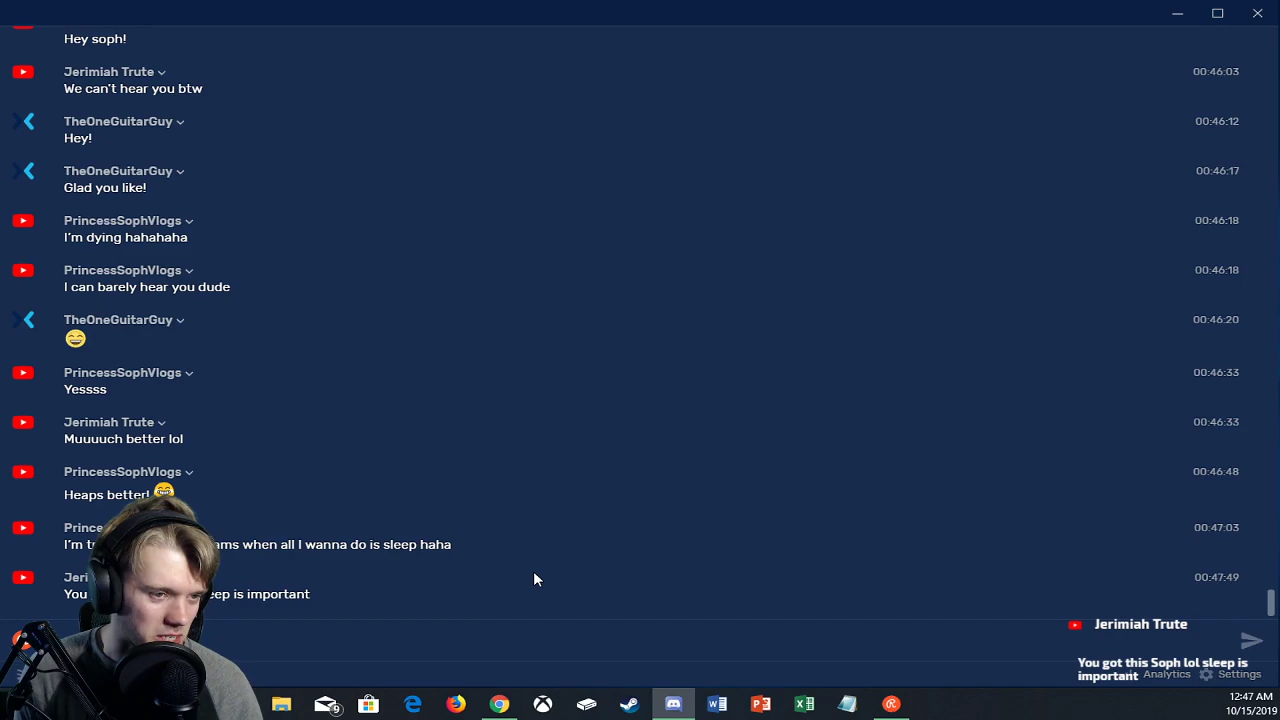 Hey soph!
Jerimiah Trute
00:46:03
We can't hear you btw
TheOneGuitarGuy
00:46:12
Hey!
TheOneGuitarGuy
00:46:17
Glad you like!
PrincessSophVlogs
00:46:18
I'm dying hahahaha
PrincessSophVlogs
00:46:18
I can barely hear you dude
TheOneGuitarGuy
00:46:20
PrincessSophVlogs
00:46:33
Yessss
Jerimiah Trute
00:46:33
Muuuuch better lol
PrincessSophVlogs
00:46:48
Heaps better!
00:47:03
I'm when all I wanna do is sleep haha
00:47:49
You is important
Jerimiah Trute
You got this Soph lol sleep is
important
Analytics
Settings
9
12:47 AM
10/15/2019